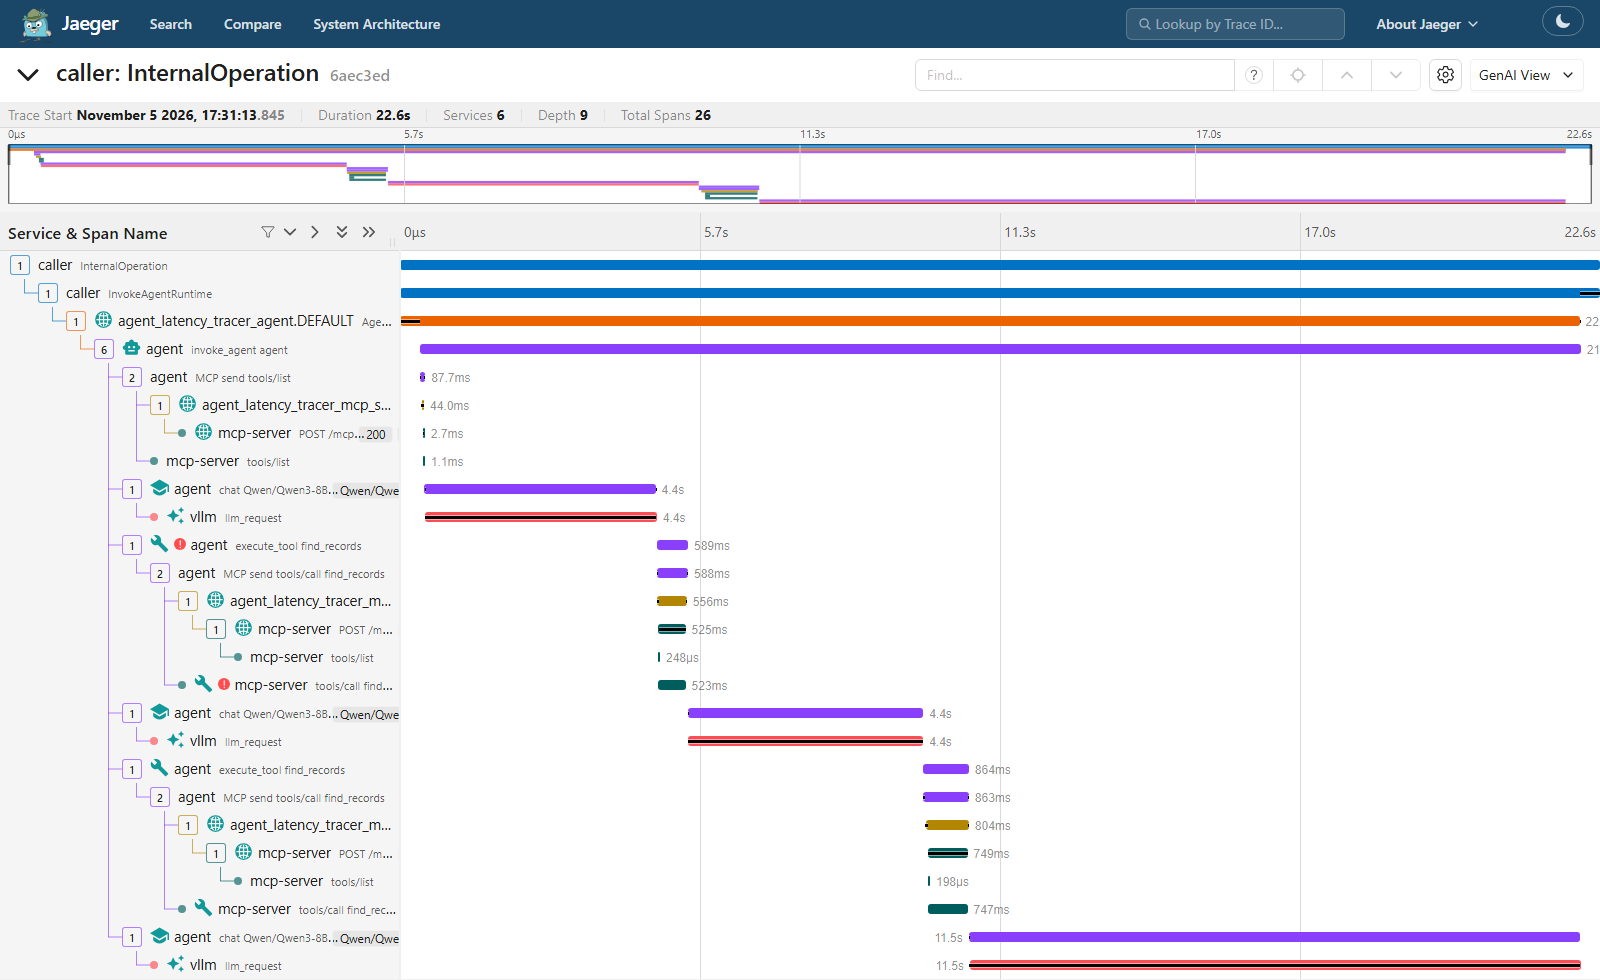 Jaeger Search Compare System Architecture Lookup by Trace ID... About Jaeger
caller: InternalOperation 6aec3ed Find... ? GenAI View
Trace Start November 5 2026, 17:31:13.845 Duration 22.6s Services 6 Depth 9 Total Spans 26
0µs 5.7s 11.3s 17.0s 22.6s
Service & Span Name 0µs 5.7s 11.3s 17.0s 22.6s
1 caller InternalOperation
1 caller InvokeAgentRuntime
1 agent_latency_tracer_agent.DEFAULT Age... 22
6 agent invoke_agent agent 21
2 agent MCP send tools/list 87.7ms
1 agent_latency_tracer_mcp_s... 44.0ms
mcp-server POST /mcp... 200 2.7ms
mcp-server tools/list 1.1ms
1 agent chat Qwen/Qwen3-8B... Qwen/Qwe 4.4s
vllm llm_request 4.4s
1 agent execute_tool find_records 589ms
2 agent MCP send tools/call find_records 588ms
1 agent_latency_tracer_m... 556ms
1 mcp-server POST /m... 525ms
mcp-server tools/list 248µs
mcp-server tools/call find... 523ms
1 agent chat Qwen/Qwen3-8B... Qwen/Qwe 4.4s
vllm llm_request 4.4s
1 agent execute_tool find_records 864ms
2 agent MCP send tools/call find_records 863ms
1 agent_latency_tracer_m... 804ms
1 mcp-server POST /m... 749ms
mcp-server tools/list 198µs
mcp-server tools/call find_rec... 747ms
1 agent chat Qwen/Qwen3-8B... Qwen/Qwe 11.5s
vllm llm_request 11.5s